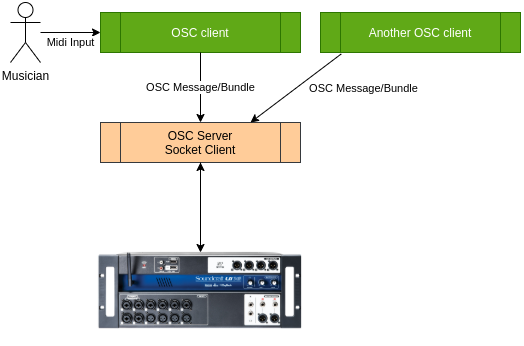 OSC client
Another OSC client
Midi Input
Musician
OSC Message/Bundle
OSC Message/Bundle
OSC Server
Socket Client
Soundcraft